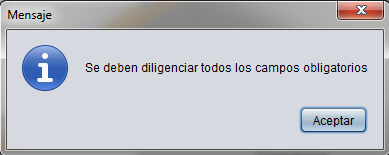 Mensaje
Se deben diligenciar todos los campos obligatorios
Aceptar